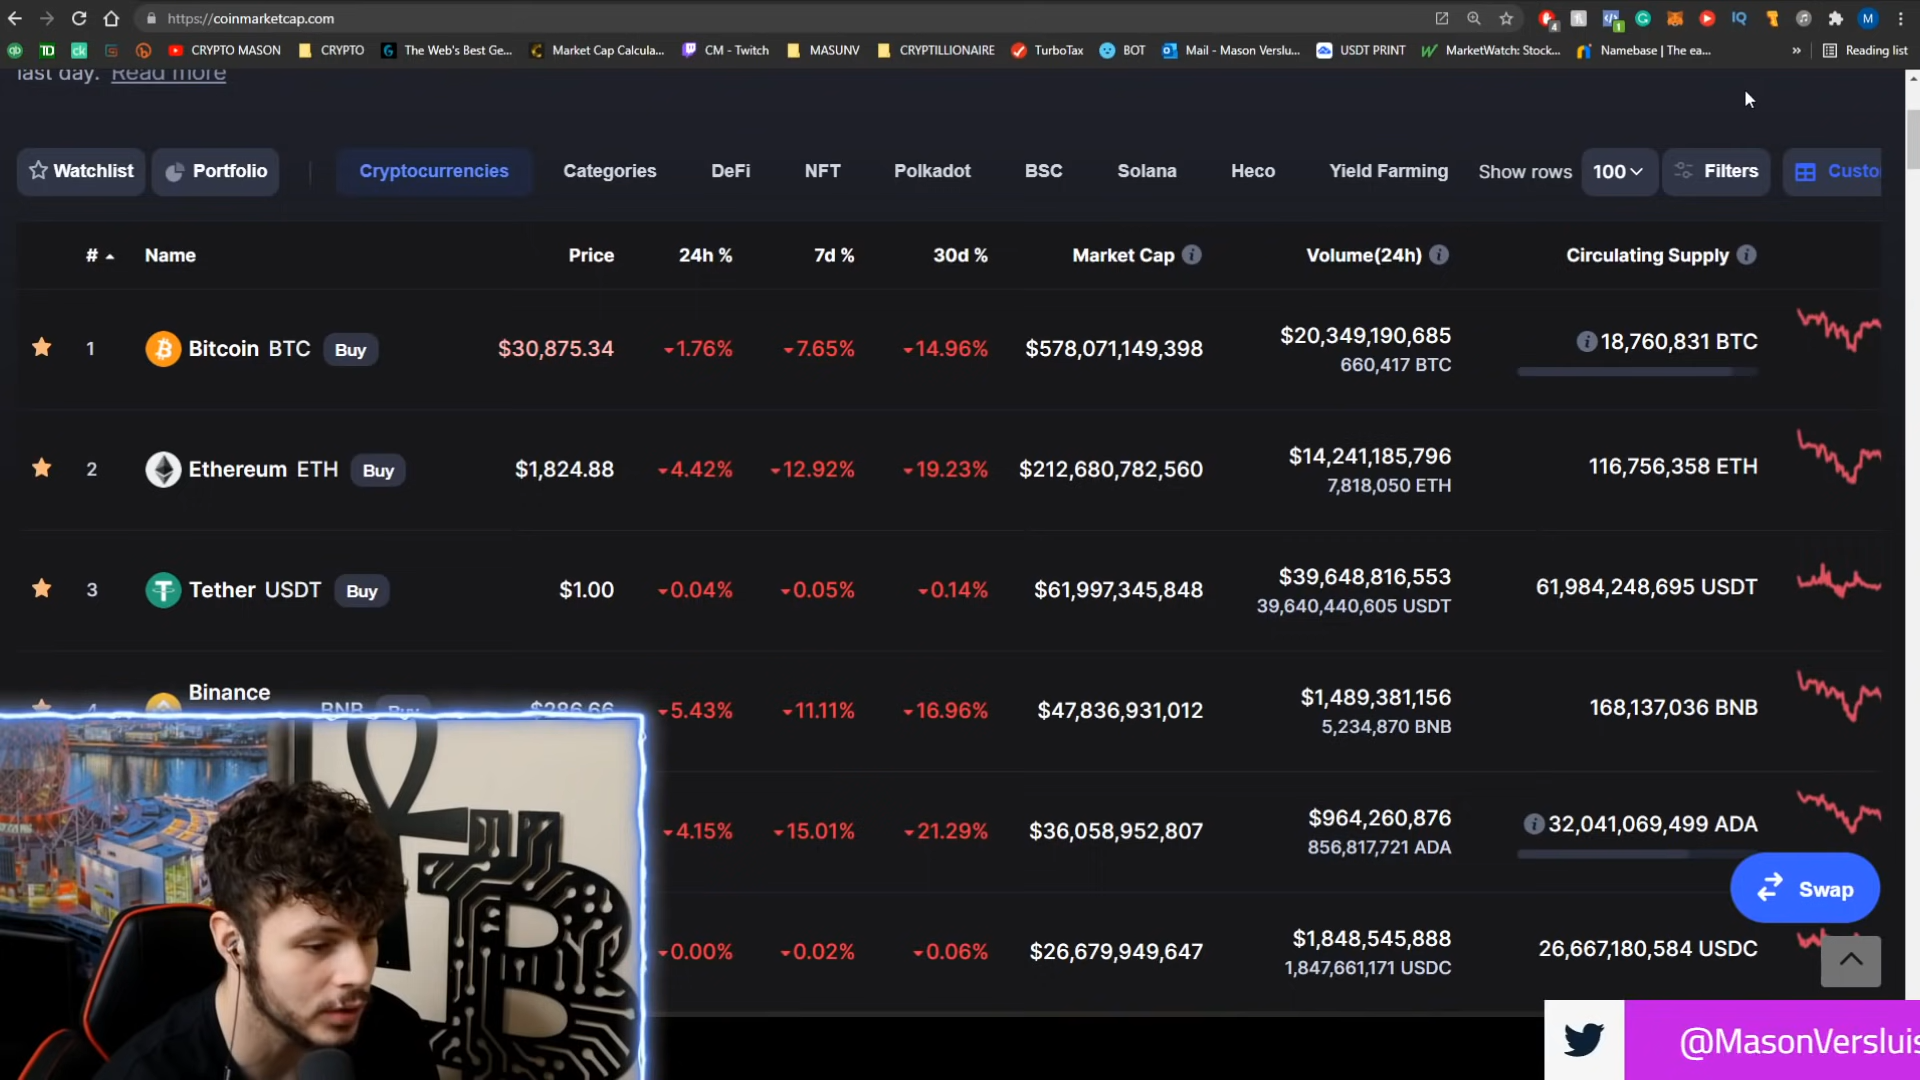 https://coinmarketcap.com
CRYPTO MASON
CRYPTO
The Web's Best Ge...
Market Cap Calcula...
CM - Twitch
MASUNV
CRYPTILLIONAIRE
TurboTax
BOT
Mail - Mason Verslu...
USDT PRINT
MarketWatch: Stock...
Namebase | The ea...
»
Reading list
last day. Read more
Watchlist
Portfolio
Cryptocurrencies
Categories
DeFi
NFT
Polkadot
BSC
Solana
Heco
Yield Farming
Show rows
100
Filters
Custo
# Name Price 24h % 7d % 30d % Market Cap Volume(24h) Circulating Supply
1 Bitcoin BTC Buy $30,875.34 1.76% 7.65% 14.96% $578,071,149,398 $20,349,190,685 18,760,831 BTC
660,417 BTC
2 Ethereum ETH Buy $1,824.88 4.42% 12.92% 19.23% $212,680,782,560 $14,241,185,796 116,756,358 ETH
7,818,050 ETH
3 Tether USDT Buy $1.00 0.04% 0.05% 0.14% $61,997,345,848 $39,648,816,553 61,984,248,695 USDT
39,640,440,605 USDT
Binance
4 BNB Buy $286.66 5.43% 11.11% 16.96% $47,836,931,012 $1,489,381,156 168,137,036 BNB
5,234,870 BNB
4.15% 15.01% 21.29% $36,058,952,807 $964,260,876 32,041,069,499 ADA
856,817,721 ADA
Swap
0.00% 0.02% 0.06% $26,679,949,647 $1,848,545,888 26,667,180,584 USDC
1,847,661,171 USDC
@MasonVersluis